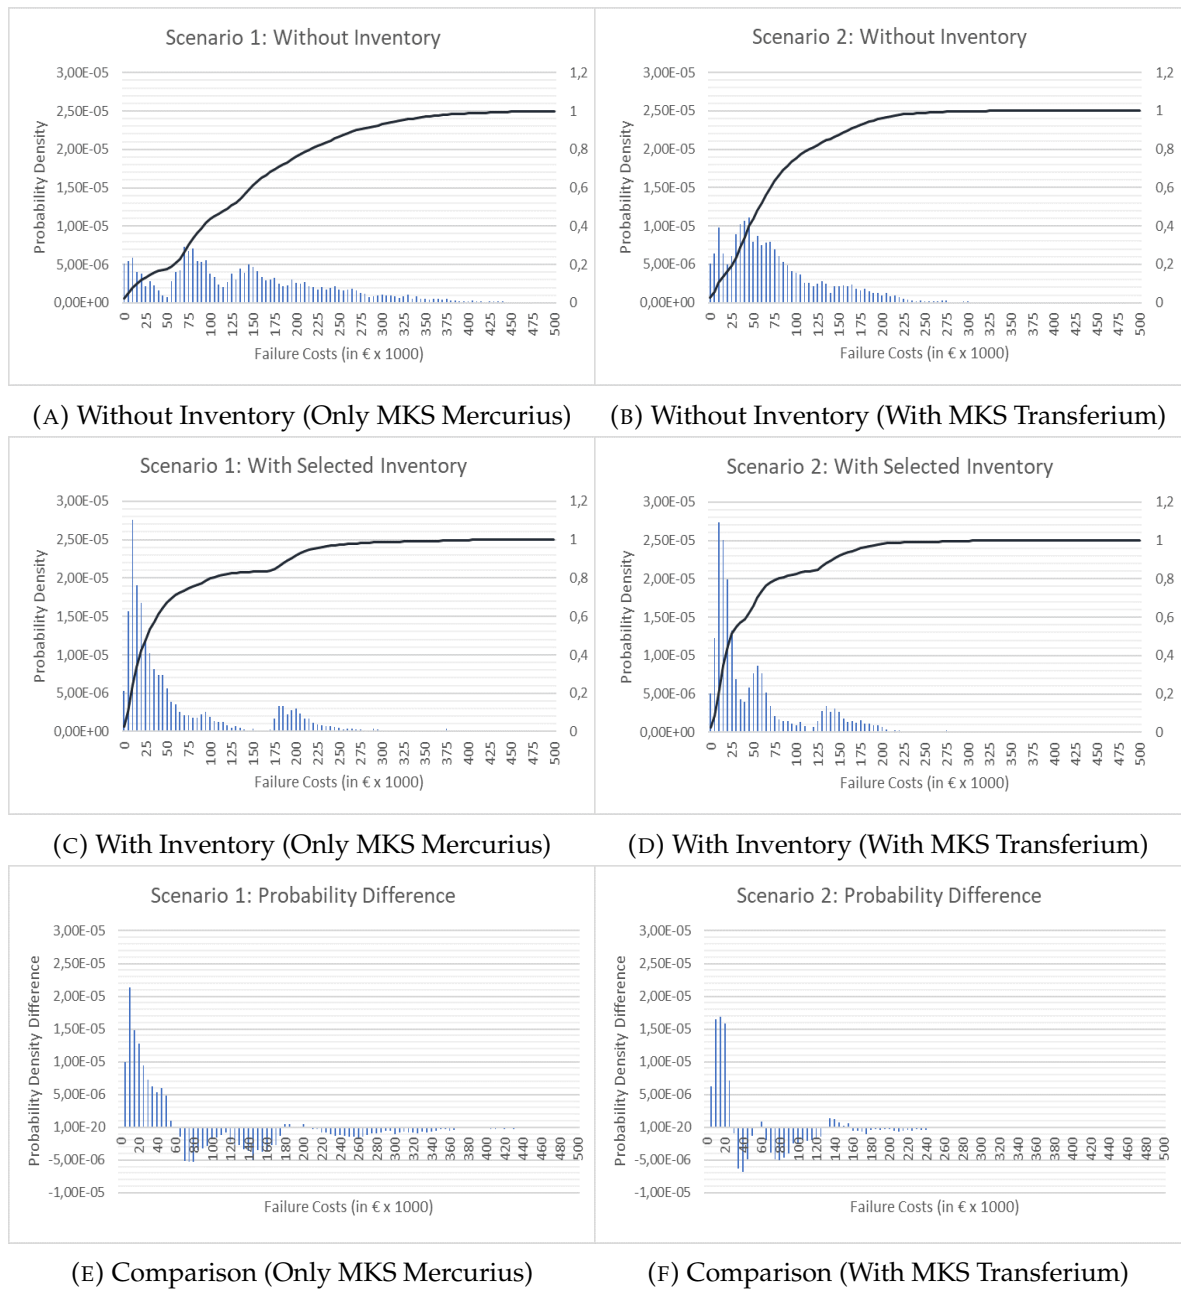 Scenario 1: Without Inventory
3,00E-05
2,50E-05
2,00E-05
1,50E-05
1,00E-05
5,00E-06
0,00E+00
Probability Density
1,2
1
0,8
0,6
0,4
0,2
0
0 25 50 75 100 125 150 175 200 225 250 275 300 325 350 375 400 425 450 475 500
Failure Costs (in € x 1000)
Scenario 2: Without Inventory
3,00E-05
2,50E-05
2,00E-05
1,50E-05
1,00E-05
5,00E-06
0,00E+00
Probability Density
1,2
1
0,8
0,6
0,4
0,2
0
0 25 50 75 100 125 150 175 200 225 250 275 300 325 350 375 400 425 450 475 500
Failure Costs (in € x 1000)
(A) Without Inventory (Only MKS Mercurius)
(B) Without Inventory (With MKS Transferium)
Scenario 1: With Selected Inventory
3,00E-05
2,50E-05
2,00E-05
1,50E-05
1,00E-05
5,00E-06
0,00E+00
Probability Density
1,2
1
0,8
0,6
0,4
0,2
0
0 25 50 75 100 125 150 175 200 225 250 275 300 325 350 375 400 425 450 475 500
Failure Costs (in € x 1000)
Scenario 2: With Selected Inventory
3,00E-05
2,50E-05
2,00E-05
1,50E-05
1,00E-05
5,00E-06
0,00E+00
Probability Density
1,2
1
0,8
0,6
0,4
0,2
0
0 25 50 75 100 125 150 175 200 225 250 275 300 325 350 375 400 425 450 475 500
Failure Costs (in € x 1000)
(C) With Inventory (Only MKS Mercurius)
(D) With Inventory (With MKS Transferium)
Scenario 1: Probability Difference
3,00E-05
2,50E-05
2,00E-05
1,50E-05
1,00E-05
5,00E-06
1,00E-20
-5,00E-06
-1,00E-05
Probability Density Difference
0 20 40 60 80 100 120 140 160 180 200 220 240 260 280 300 320 340 360 380 400 420 440 460 480 500
Failure Costs (in € x 1000)
Scenario 2: Probability Difference
3,00E-05
2,50E-05
2,00E-05
1,50E-05
1,00E-05
5,00E-06
1,00E-20
-5,00E-06
-1,00E-05
Probability Density Difference
0 20 40 60 80 100 120 140 160 180 200 220 240 260 280 300 320 340 360 380 400 420 440 460 480 500
Failure Costs (in € x 1000)
(E) Comparison (Only MKS Mercurius)
(F) Comparison (With MKS Transferium)